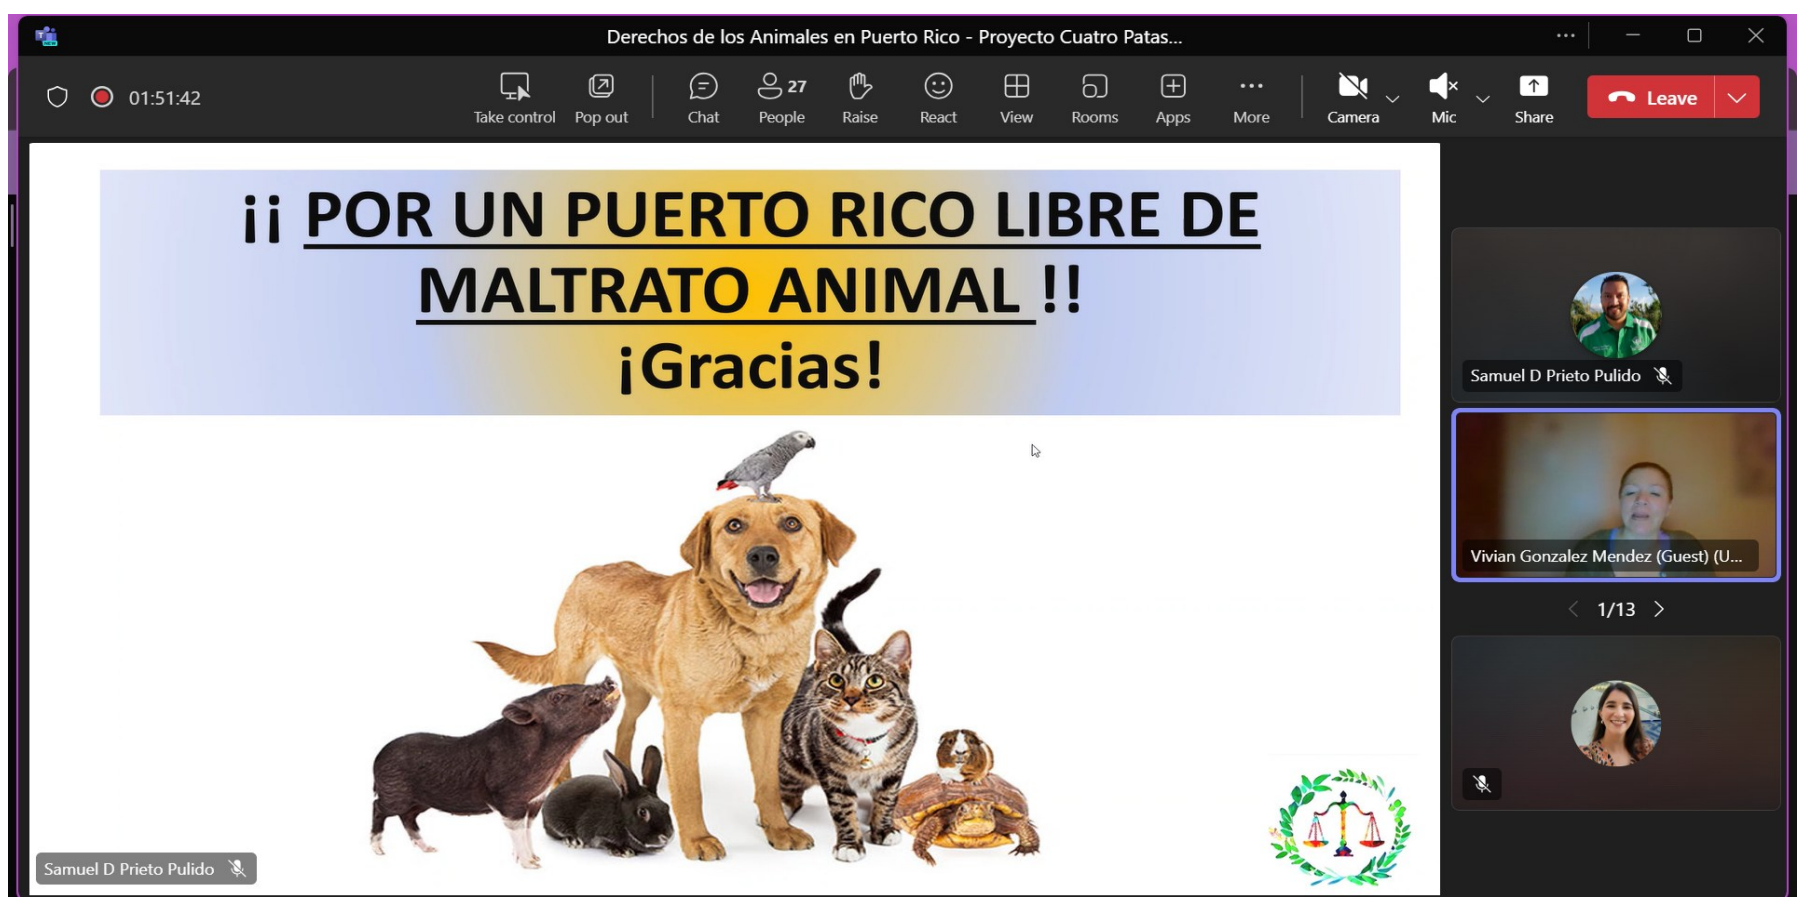 Derechos de los Animales en Puerto Rico - Proyecto Cuatro Patas...
01:51:42
Take control
Pop out
Chat
27
People
Raise
React
View
Rooms
Apps
More
Camera
Mic
Share
Leave
¡¡ POR UN PUERTO RICO LIBRE DE
MALTRATO ANIMAL !!
¡Gracias!
Samuel D Prieto Pulido
Samuel D Prieto Pulido
Vivian Gonzalez Mendez (Guest) (U...
1/13